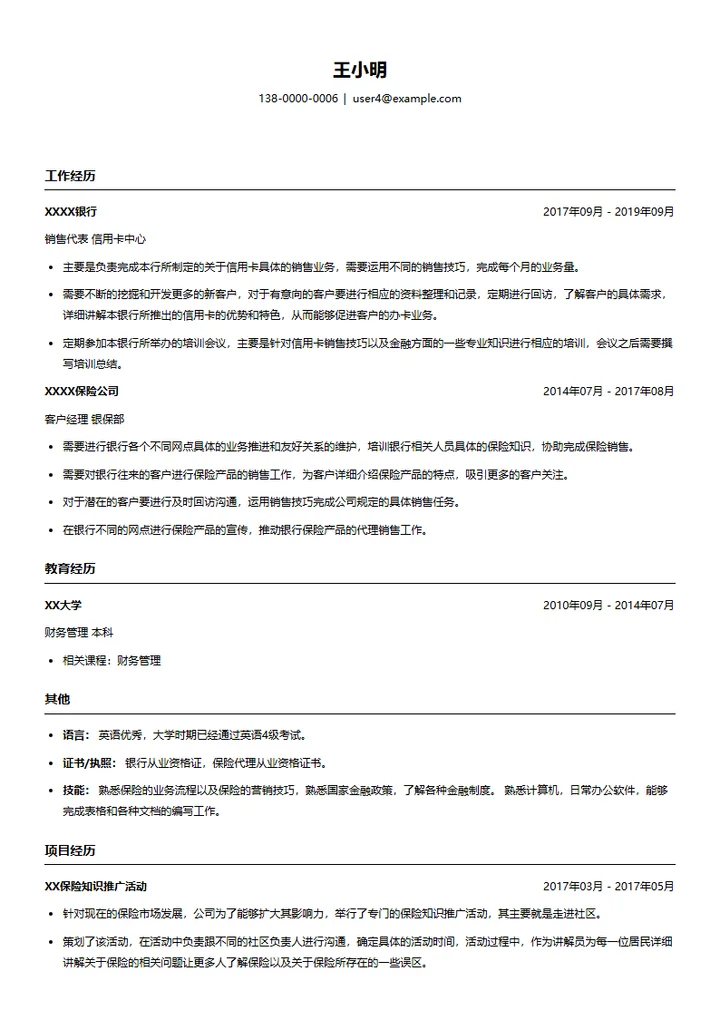 王小明
138-0000-0006 | user4@example.com
工作经历
XXXX银行 2017年09月 - 2019年09月
销售代表 信用卡中心
• 主要是负责完成本行所制定的关于信用卡具体的销售业务，需要运用不同的销售技巧，完成每个月的业务量。
• 需要不断的挖掘和开发更多的新客户，对于有意向的客户要进行相应的资料整理和记录，定期进行回访，了解客户的具体需求，
详细讲解本银行所推出的信用卡的优势和特色，从而能够促进客户的办卡业务。
• 定期参加本银行所举办的培训会议，主要是针对信用卡销售技巧以及金融方面的一些专业知识进行相应的培训，会议之后需要撰
写培训总结。
XXXX保险公司 2014年07月 - 2017年08月
客户经理 银保部
• 需要进行银行各个不同网点具体的业务推进和友好关系的维护，培训银行相关人员具体的保险知识，协助完成保险销售。
• 需要对银行往来的客户进行保险产品的销售工作，为客户详细介绍保险产品的特点，吸引更多的客户关注。
• 对于潜在的客户要进行及时回访沟通，运用销售技巧完成公司规定的具体销售任务。
• 在银行不同的网点进行保险产品的宣传，推动银行保险产品的代理销售工作。
教育经历
XX大学 2010年09月 - 2014年07月
财务管理 本科
• 相关课程：财务管理
其他
• 语言： 英语优秀，大学时期已经通过英语4级考试。
• 证书/执照： 银行从业资格证，保险代理从业资格证书。
• 技能： 熟悉保险的业务流程以及保险的营销技巧，熟悉国家金融政策，了解各种金融制度。 熟悉计算机，日常办公软件，能够
完成表格和各种文档的编写工作。
项目经历
XX保险知识推广活动 2017年03月 - 2017年05月
• 针对现在的保险市场发展，公司为了能够扩大其影响力，举行了专门的保险知识推广活动，其主要就是走进社区。
• 策划了该活动，在活动中负责跟不同的社区负责人进行沟通，确定具体的活动时间，活动过程中，作为讲解员为每一位居民详细
讲解关于保险的相关问题让更多人了解保险以及关于保险所存在的一些误区。